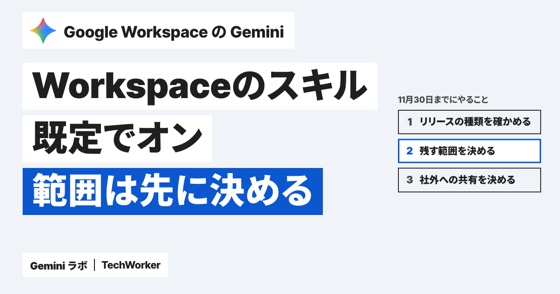 Google Workspace の Gemini
Workspaceのスキル
既定でオン
範囲は先に決める
11月30日までにやること
1 リリースの種類を確かめる
2 残す範囲を決める
3 社外への共有を決める
Gemini ラボ | TechWorker